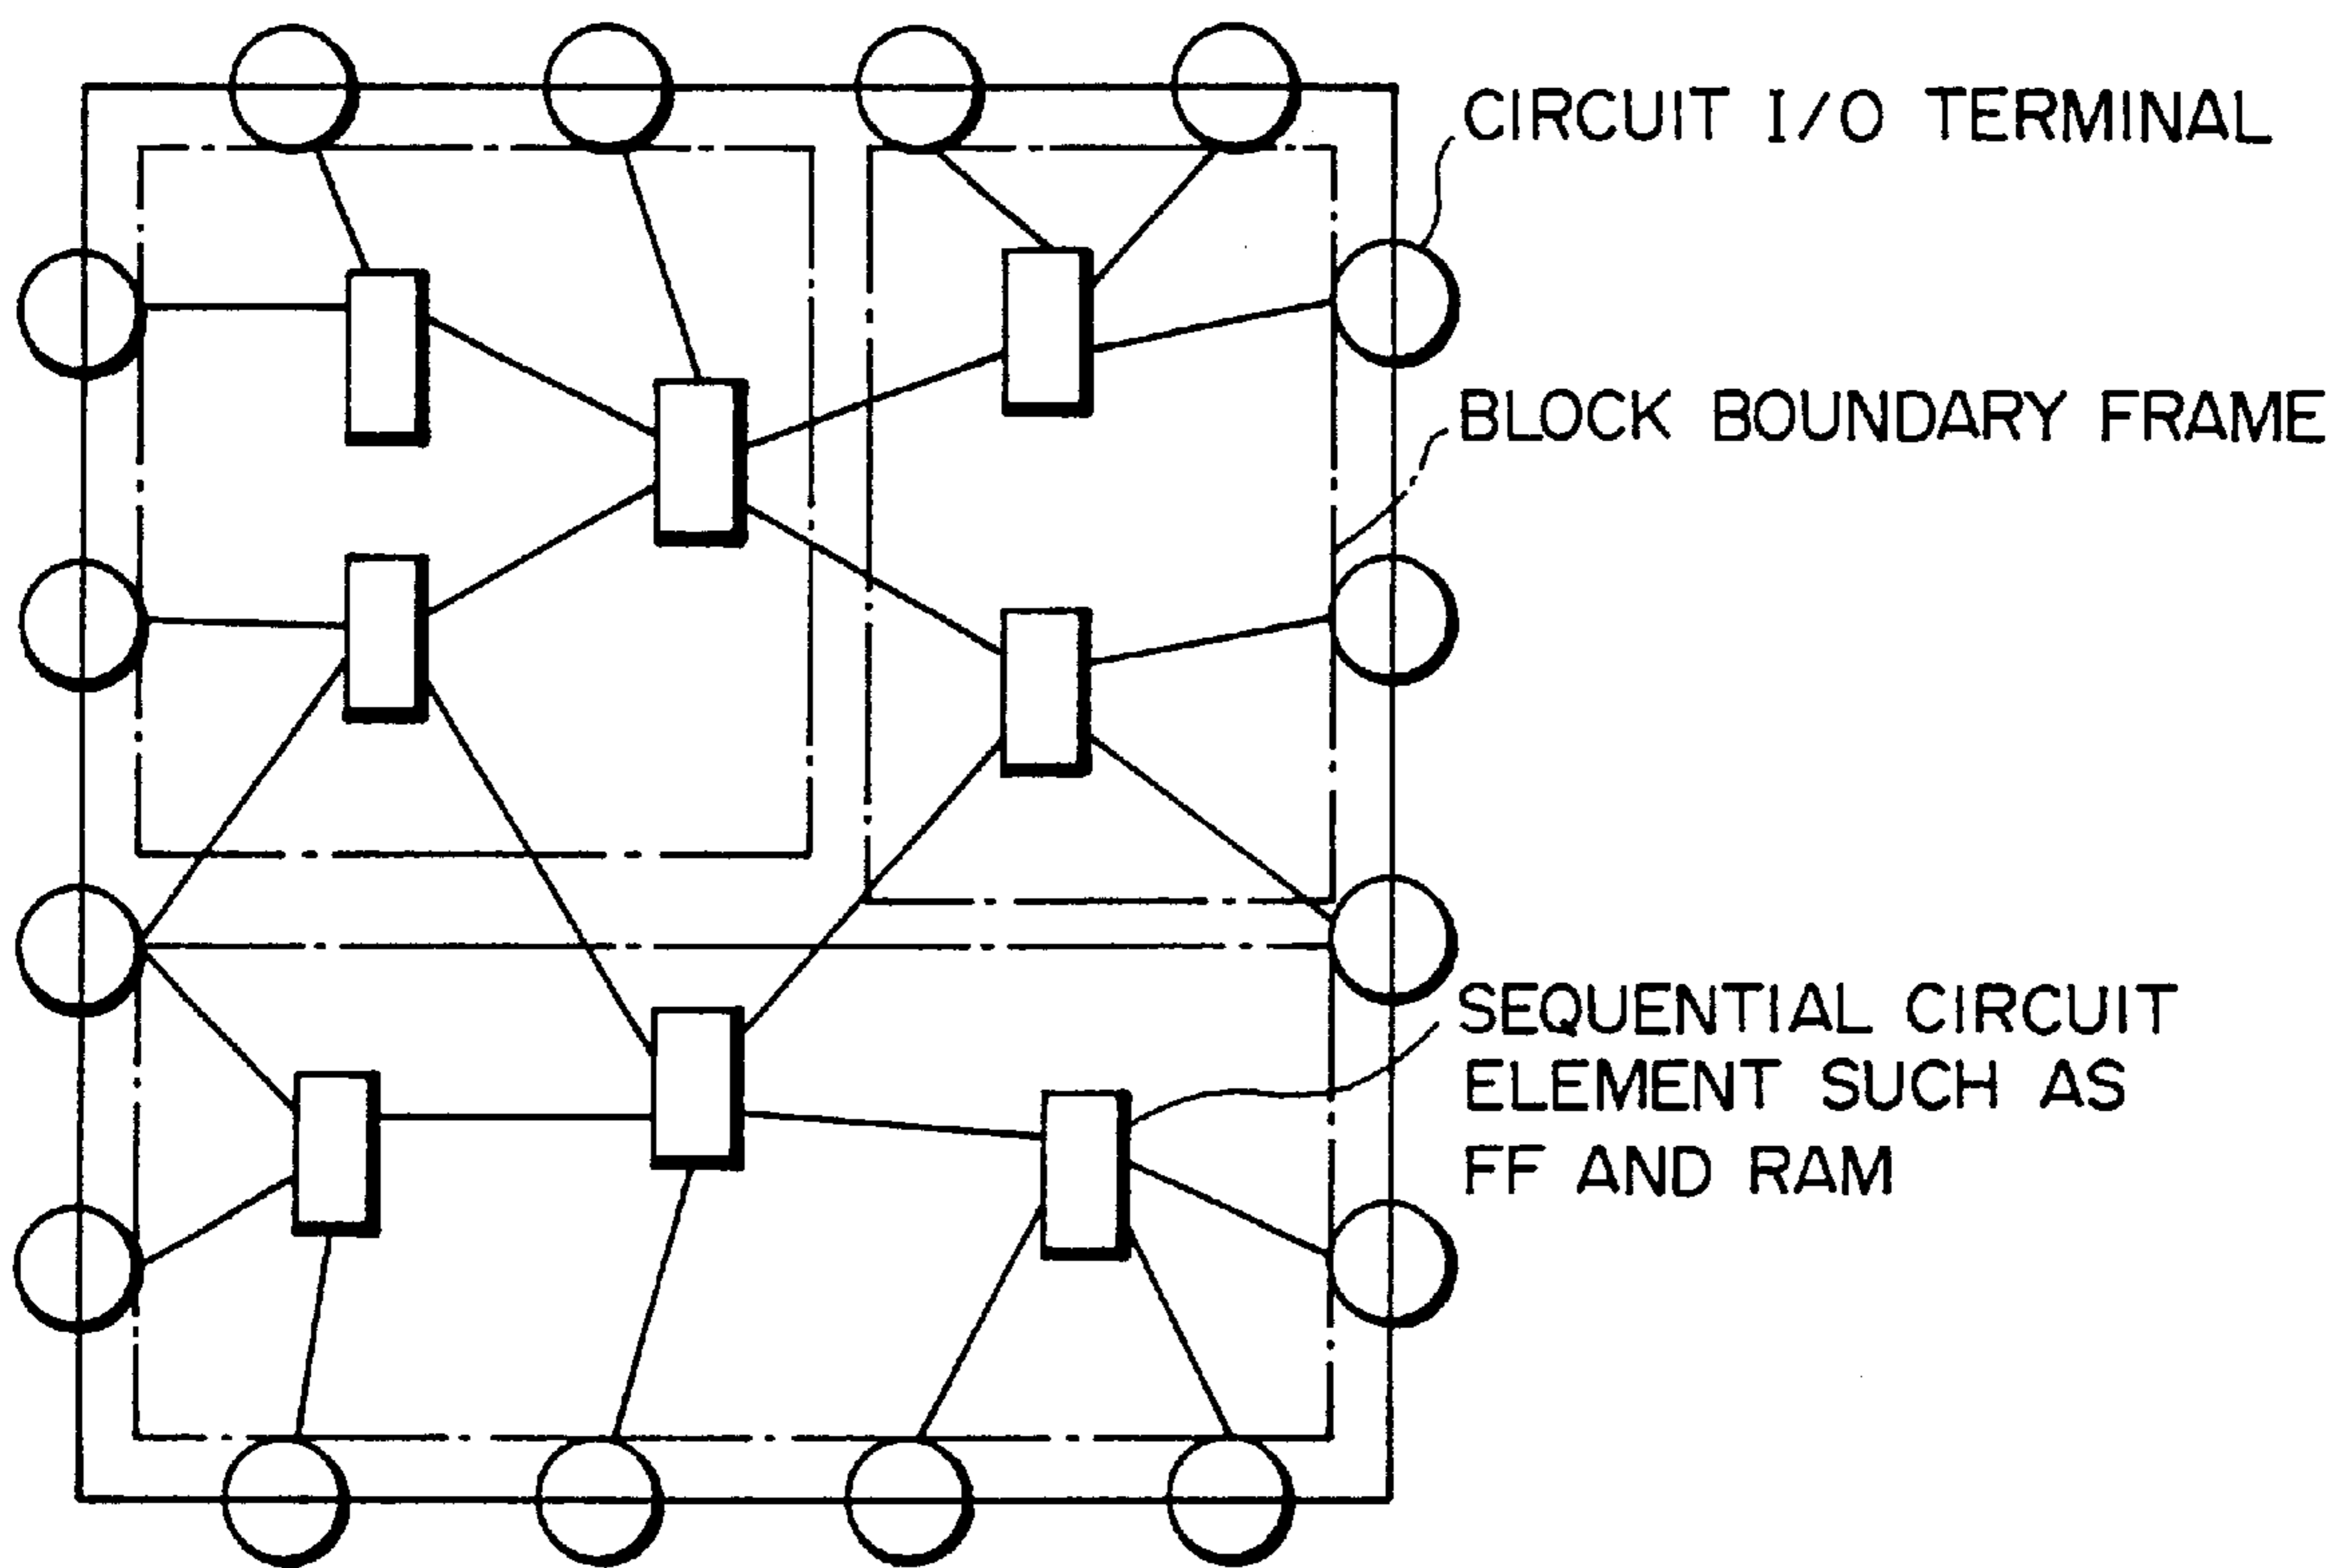 CIRCUIT I/O TERMINAL
BLOCK BOUNDARY FRAME
SEQUENTIAL CIRCUIT
ELEMENT SUCH AS
FF AND RAM